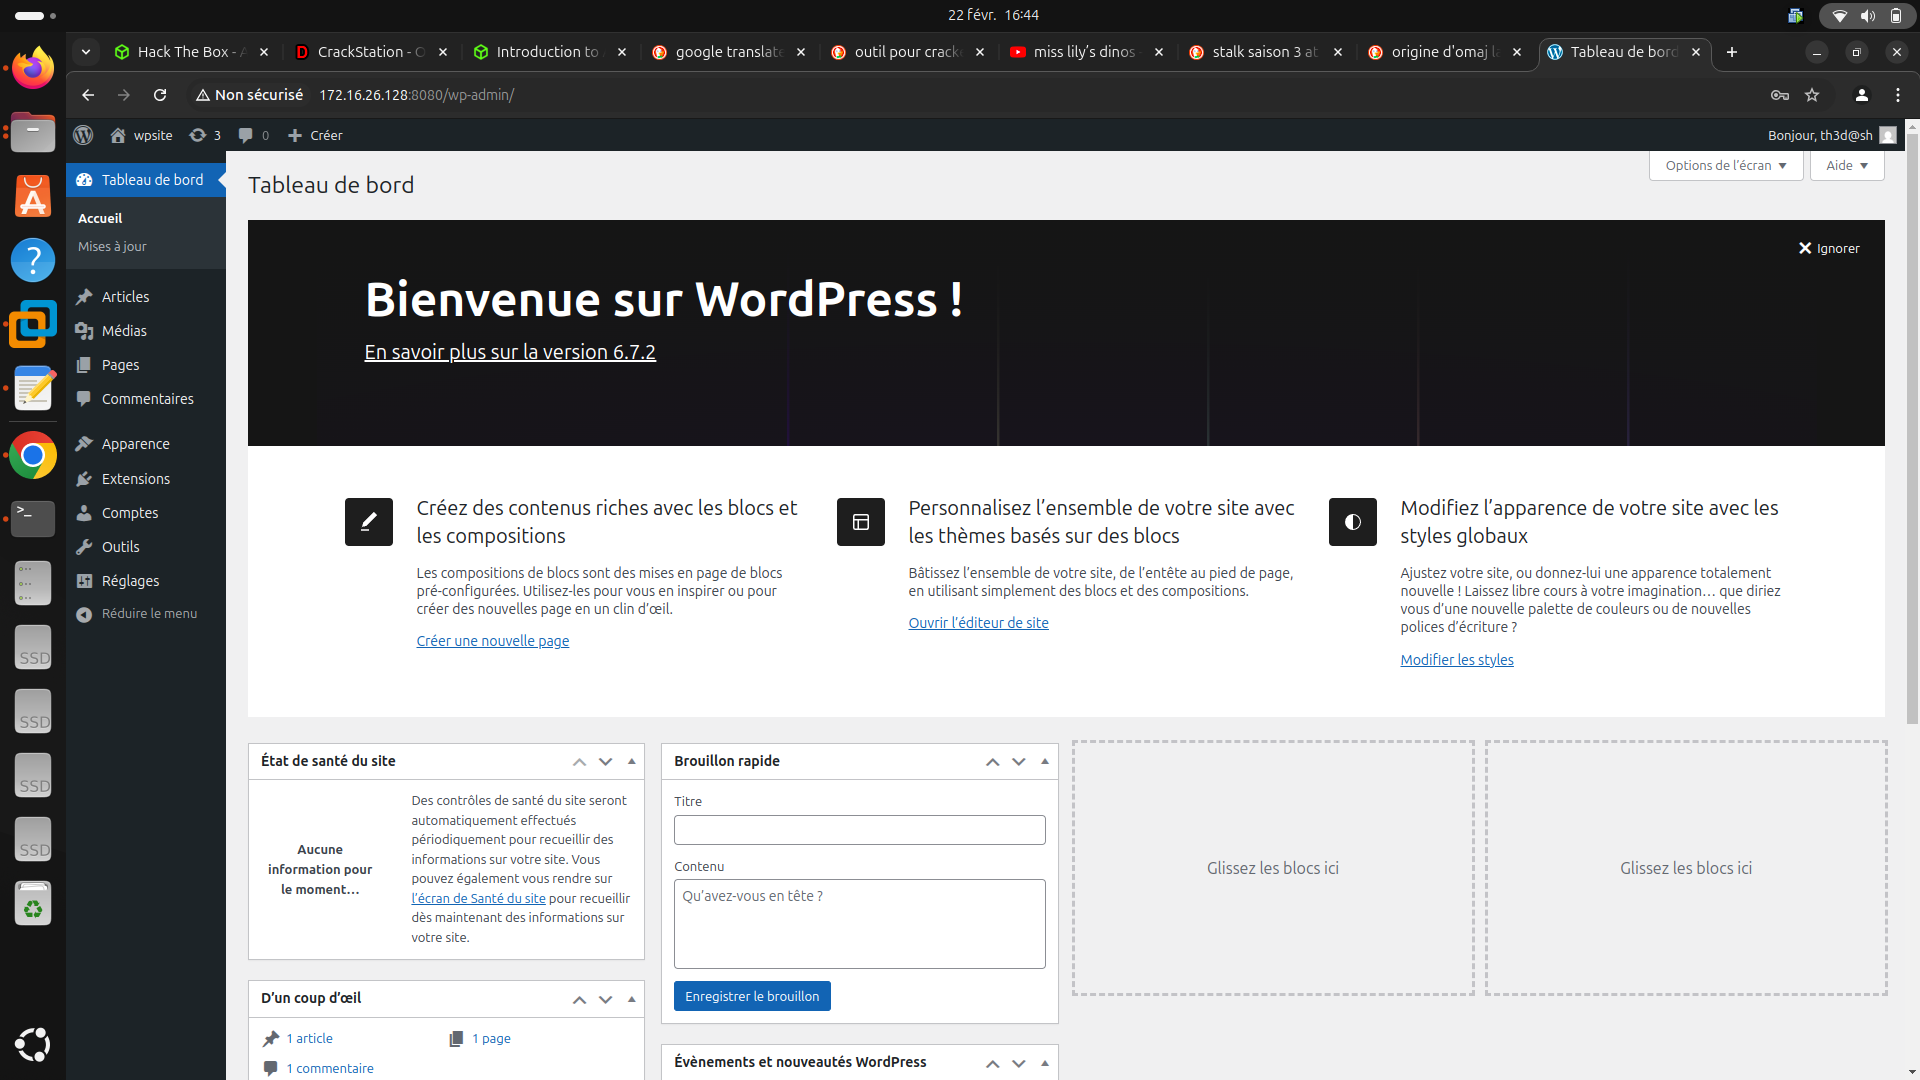 22 févr. 16:44
Hack The Box - A
CrackStation - O
Introduction to
google translate
outil pour cracke
miss lily's dinos
stalk saison 3 at
origine d'omaj la
Tableau de bord
Non sécurisé 172.16.26.128:8080/wp-admin/
wpsite 3 0 Créer
Bonjour, th3d@sh
Tableau de bord
Accueil
Mises à jour
Articles
Médias
Pages
Commentaires
Apparence
Extensions
Comptes
Outils
Réglages
Réduire le menu
SSD
SSD
SSD
SSD
Options de l'écran
Aide
Tableau de bord
Ignorer
Bienvenue sur WordPress !
En savoir plus sur la version 6.7.2
Créez des contenus riches avec les blocs et
les compositions
Les compositions de blocs sont des mises en page de blocs
pré-configurées. Utilisez-les pour vous en inspirer ou pour
créer des nouvelles page en un clin d'œil.
Créer une nouvelle page
Personnalisez l'ensemble de votre site avec
les thèmes basés sur des blocs
Bâtissez l'ensemble de votre site, de l'entête au pied de page,
en utilisant simplement des blocs et des compositions.
Ouvrir l'éditeur de site
Modifiez l'apparence de votre site avec les
styles globaux
Ajustez votre site, ou donnez-lui une apparence totalement
nouvelle ! Laissez libre cours à votre imagination… que diriez
vous d'une nouvelle palette de couleurs ou de nouvelles
polices d'écriture ?
Modifier les styles
État de santé du site
Aucune
information pour
le moment…
Des contrôles de santé du site seront
automatiquement effectués
périodiquement pour recueillir des
informations sur votre site. Vous
pouvez également vous rendre sur
l'écran de Santé du site pour recueillir
dès maintenant des informations sur
votre site.
D'un coup d'œil
1 article
1 page
1 commentaire
Brouillon rapide
Titre
Contenu
Qu'avez-vous en tête ?
Enregistrer le brouillon
Évènements et nouveautés WordPress
Glissez les blocs ici
Glissez les blocs ici